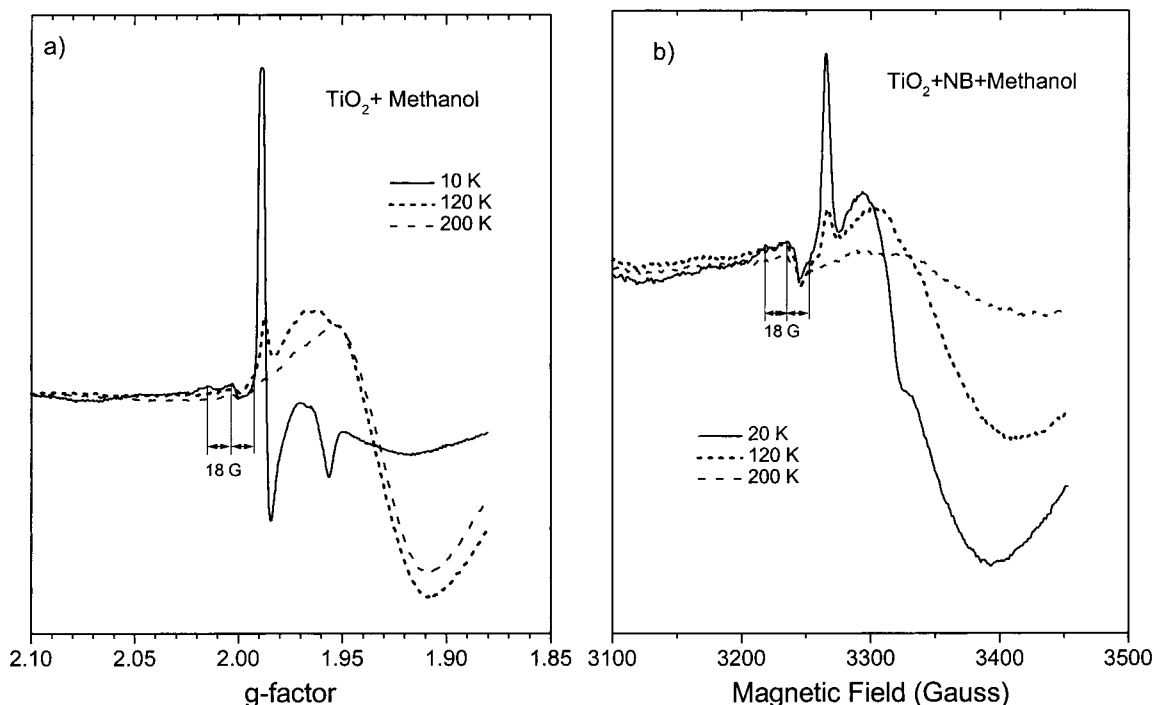 a)
TiO2+ Methanol
10 K
120 K
200 K
18 G
2.10 2.05 2.00 1.95 1.90 1.85
g-factor
b)
TiO2+NB+Methanol
18 G
20 K
120 K
200 K
3100 3200 3300 3400 3500
Magnetic Field (Gauss)